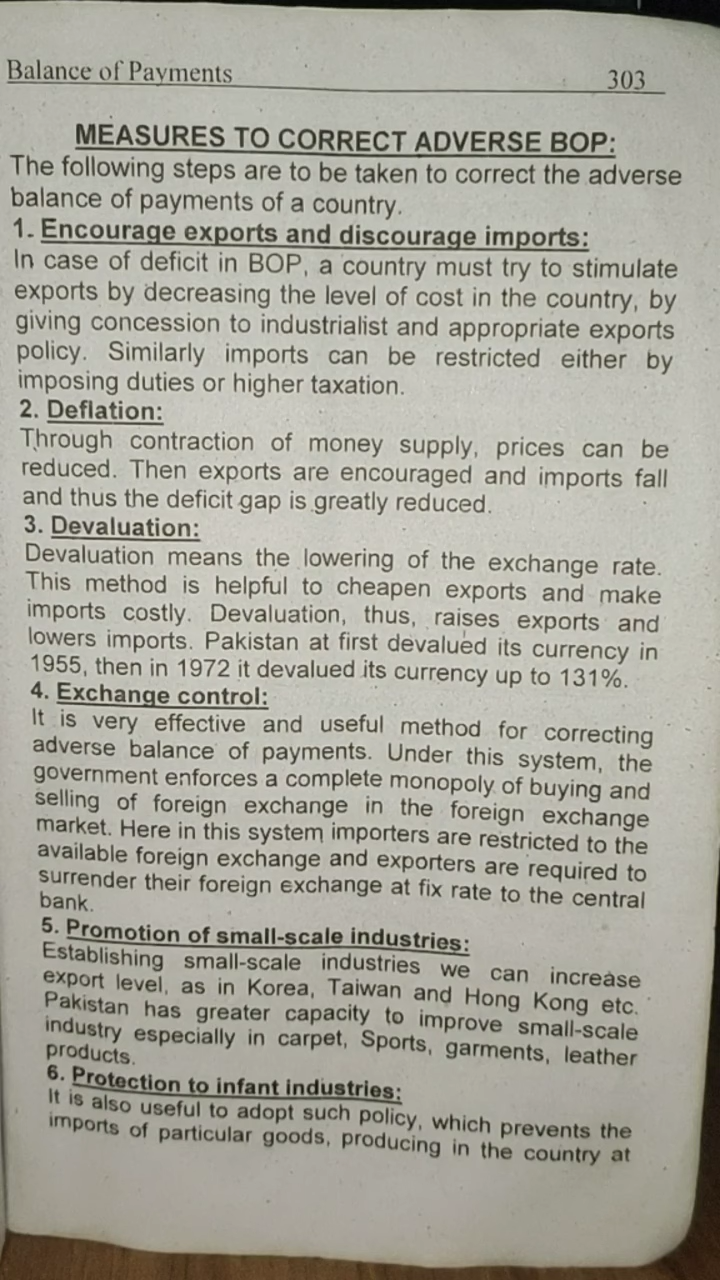 Balance of Payments 303
MEASURES TO CORRECT ADVERSE BOP:
The following steps are to be taken to correct the adverse
balance of payments of a country.
1. Encourage exports and discourage imports:
In case of deficit in BOP, a country must try to stimulate
exports by decreasing the level of cost in the country, by
giving concession to industrialist and appropriate exports
policy. Similarly imports can be restricted either by
imposing duties or higher taxation.
2. Deflation:
Through contraction of money supply, prices can be
reduced. Then exports are encouraged and imports fall
and thus the deficit gap is greatly reduced.
3. Devaluation:
Devaluation means the lowering of the exchange rate.
This method is helpful to cheapen exports and make
imports costly. Devaluation, thus, raises exports and
lowers imports. Pakistan at first devalued its currency in
1955, then in 1972 it devalued its currency up to 131%.
4. Exchange control:
It is very effective and useful method for correcting
adverse balance of payments. Under this system, the
government enforces a complete monopoly of buying and
selling of foreign exchange in the foreign exchange
market. Here in this system importers are restricted to the
available foreign exchange and exporters are required to
surrender their foreign exchange at fix rate to the central
bank.
5. Promotion of small-scale industries:
Establishing small-scale industries we can increase
export level, as in Korea, Taiwan and Hong Kong etc.
Pakistan has greater capacity to improve small-scale
industry especially in carpet, Sports, garments, leather
products.
6. Protection to infant industries:
It is also useful to adopt such policy, which prevents the
imports of particular goods, producing in the country at